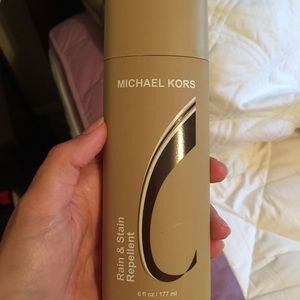 MICHAEL KORS
Rain & Stain
Repellent
6 fl oz / 177 ml